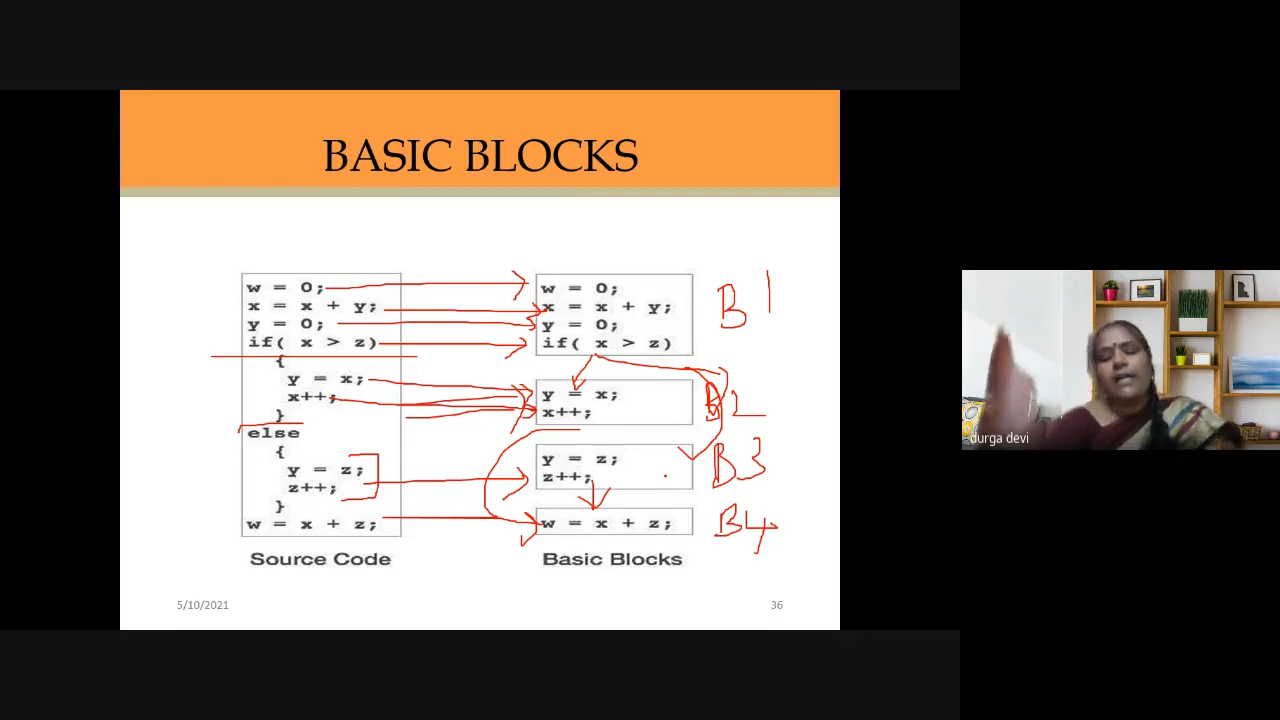 BASIC BLOCKS
w = 0;
x = x + y;
y = 0;
if( x > z)
{
y = x;
x++;
}
else
{
y = z;
z++;
}
w = x + z;
Source Code
w = 0;
x = x + y;
y = 0;
if( x > z)
B1
y = x;
x++;
B2
y = z;
z++;
B3
w = x + z;
B4
Basic Blocks
5/10/2021
36
durga devi